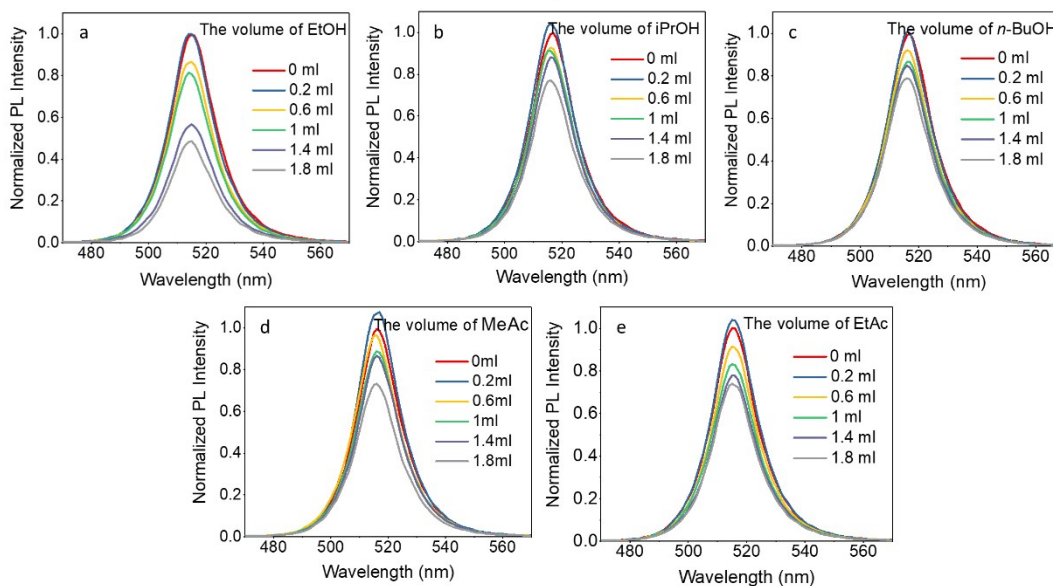 a
The volume of EtOH
0 ml
0.2 ml
0.6 ml
1 ml
1.4 ml
1.8 ml
Normalized PL Intensity
1.0
0.8
0.6
0.4
0.2
0.0
480
500
520
540
560
Wavelength (nm)
b
The volume of iPrOH
0 ml
0.2 ml
0.6 ml
1 ml
1.4 ml
1.8 ml
Normalized PL Intensity
1.0
0.8
0.6
0.4
0.2
0.0
480
500
520
540
560
Wavelength (nm)
c
The volume of n-BuOH
0 ml
0.2 ml
0.6 ml
1 ml
1.4 ml
1.8 ml
Normalized PL Intensity
1.0
0.8
0.6
0.4
0.2
0.0
480
500
520
540
560
Wavelength (nm)
d
The volume of MeAc
0ml
0.2ml
0.6ml
1ml
1.4ml
1.8ml
Normalized PL Intensity
1.0
0.8
0.6
0.4
0.2
0.0
480
500
520
540
560
Wavelength (nm)
e
The volume of EtAc
0 ml
0.2 ml
0.6 ml
1 ml
1.4 ml
1.8 ml
Normalized PL Intensity
1.0
0.8
0.6
0.4
0.2
0.0
480
500
520
540
560
Wavelength (nm)